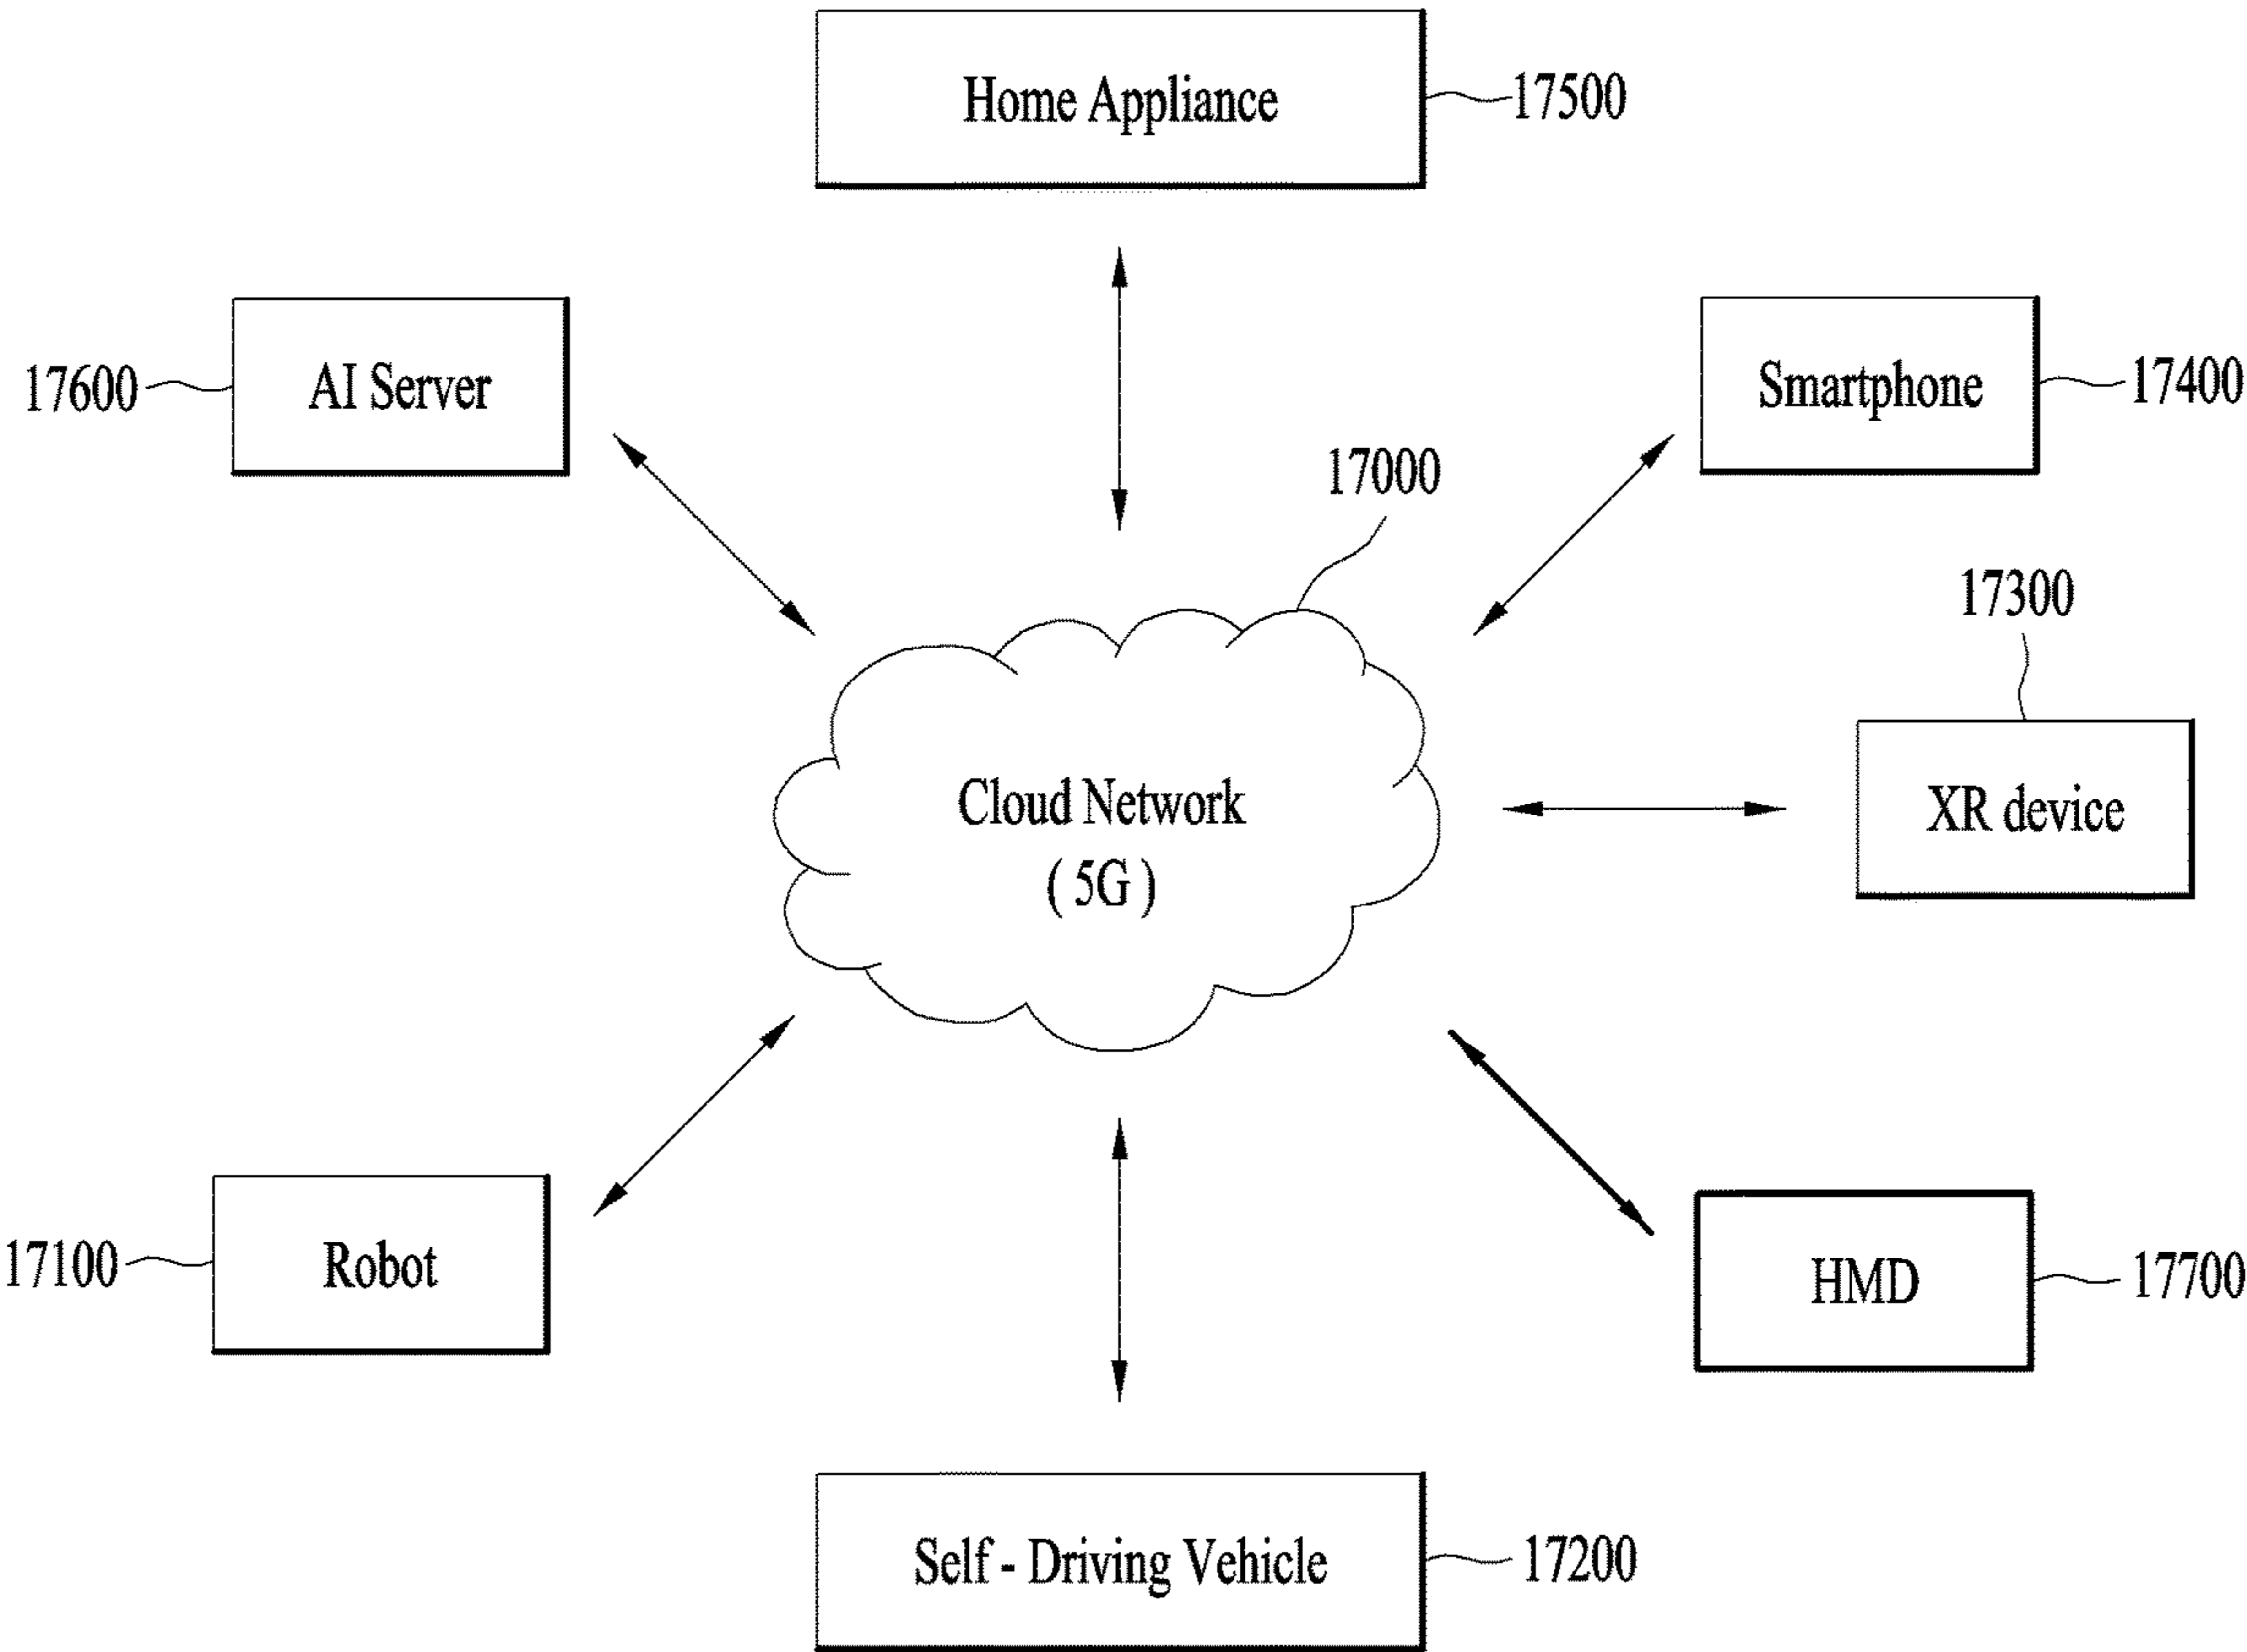 Home Appliance
17500
AI Server
17600
Smartphone
17400
17000
17300
XR device
Cloud Network
( 5G )
Robot
17100
HMD
17700
Self - Driving Vehicle
17200